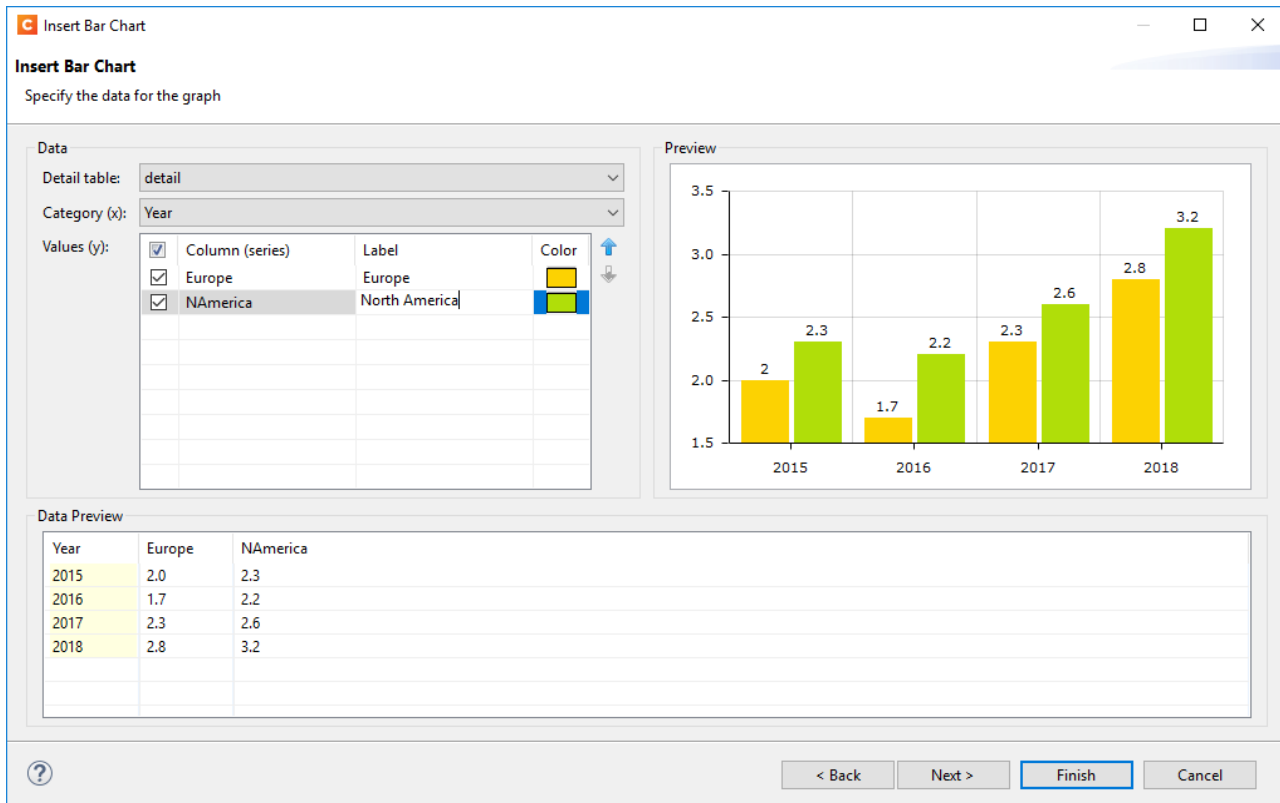 C Insert Bar Chart
Insert Bar Chart
Specify the data for the graph
Data
Detail table: detail
Category (x): Year
Values (y): Column (series) Label Color
Europe Europe
NAmerica North America
Preview
3.5
3.0
2.5
2.0
1.5
2 2.3 1.7 2.2 2.3 2.6 2.8 3.2
2015 2016 2017 2018
Data Preview
Year Europe NAmerica
2015 2.0 2.3
2016 1.7 2.2
2017 2.3 2.6
2018 2.8 3.2
? < Back Next > Finish Cancel